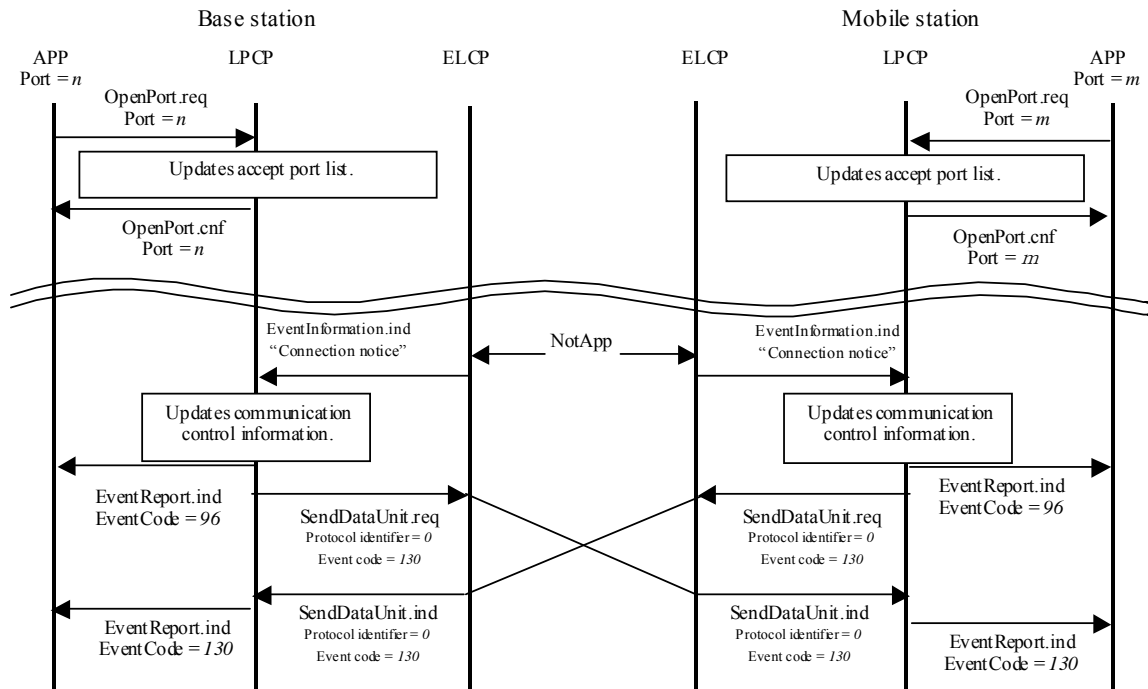 Base station
Mobile station
APP
Port = n
LPCP
ELCP
ELCP
LPCP
APP
Port = m
OpenPort.req
Port = n
OpenPort.req
Port = m
Updates accept port list.
Updates accept port list.
OpenPort.cnf
Port = n
OpenPort.cnf
Port = m
EventInformation.ind
“Connection notice”
NotApp
EventInformation.ind
“Connection notice”
Updates communication
control information.
Updates communication
control information.
EventReport.ind
EventCode = 96
SendDataUnit.req
Protocol identifier = 0
Event code = 130
SendDataUnit.req
Protocol identifier = 0
Event code = 130
EventReport.ind
EventCode = 96
EventReport.ind
EventCode = 130
SendDataUnit.ind
Protocol identifier = 0
Event code = 130
SendDataUnit.ind
Protocol identifier = 0
Event code = 130
EventReport.ind
EventCode = 130